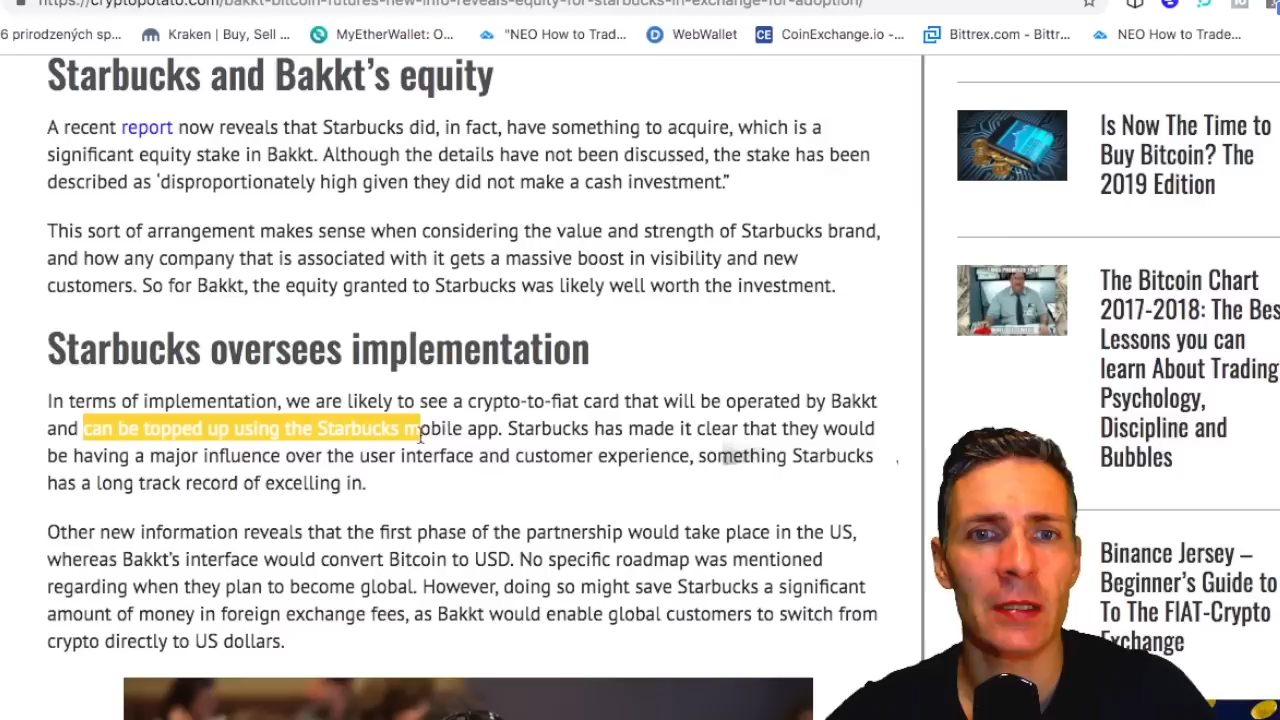 https://cryptopotato.com/bakkt-bitcoin-futures-new-info-reveals-equity-for-starbucks-in-exchange-for-adoption/
6 prirodzených sp... Kraken | Buy, Sell ... MyEtherWallet: O... "NEO How to Trad... WebWallet CE CoinExchange.io -... Bittrex.com - Bittr... NEO How to Trade...
Starbucks and Bakkt’s equity
A recent report now reveals that Starbucks did, in fact, have something to acquire, which is a
significant equity stake in Bakkt. Although the details have not been discussed, the stake has been
described as ‘disproportionately high given they did not make a cash investment.”
This sort of arrangement makes sense when considering the value and strength of Starbucks brand,
and how any company that is associated with it gets a massive boost in visibility and new
customers. So for Bakkt, the equity granted to Starbucks was likely well worth the investment.
Starbucks oversees implementation
In terms of implementation, we are likely to see a crypto-to-fiat card that will be operated by Bakkt
and can be topped up using the Starbucks mobile app. Starbucks has made it clear that they would
be having a major influence over the user interface and customer experience, something Starbucks
has a long track record of excelling in.
Other new information reveals that the first phase of the partnership would take place in the US,
whereas Bakkt’s interface would convert Bitcoin to USD. No specific roadmap was mentioned
regarding when they plan to become global. However, doing so might save Starbucks a significant
amount of money in foreign exchange fees, as Bakkt would enable global customers to switch from
crypto directly to US dollars.
Is Now The Time to
Buy Bitcoin? The
2019 Edition
The Bitcoin Chart
2017-2018: The Bes
Lessons you can
learn About Trading
Psychology,
Discipline and
Bubbles
Binance Jersey –
Beginner’s Guide to
To The FIAT-Crypto
Exchange